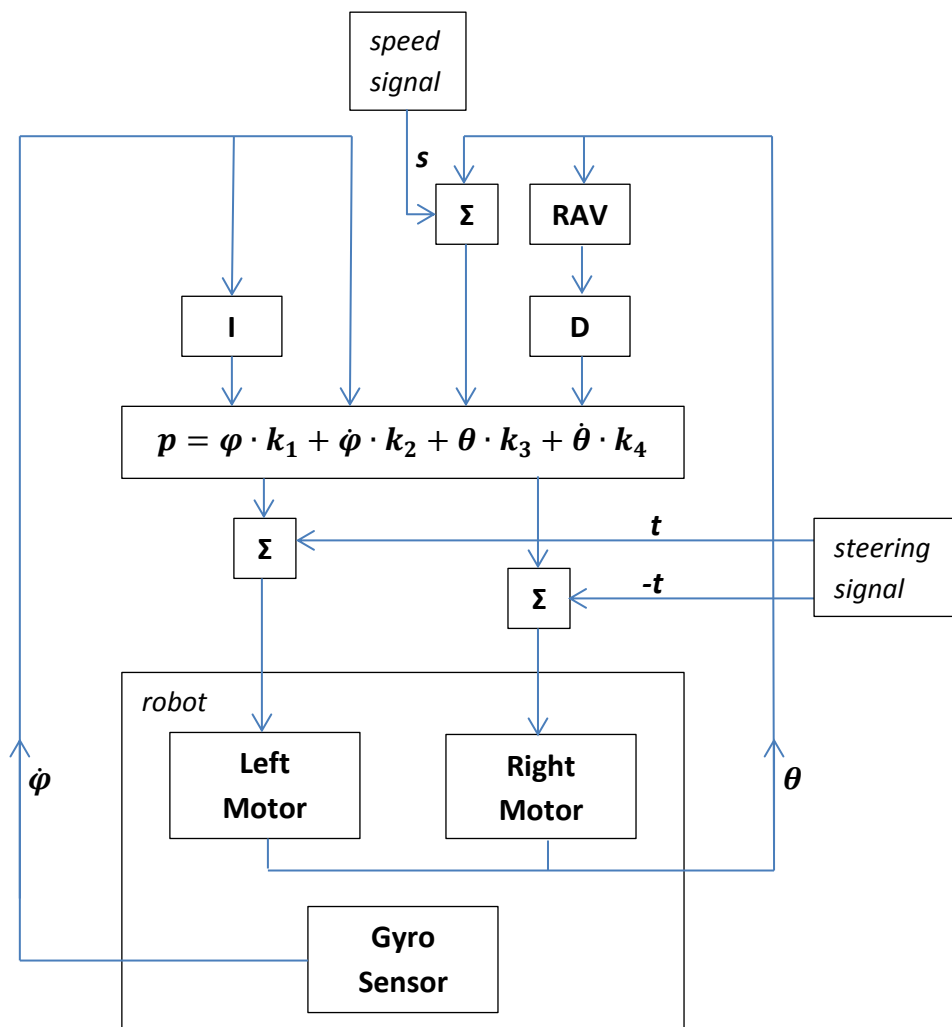 speed
signal
s
Σ
RAV
I
D
p = φ · k₁ + φ̇ · k₂ + θ · k₃ + θ̇ · k₄
t
Σ
steering
signal
-t
Σ
robot
Left
Motor
Right
Motor
φ̇
θ
Gyro
Sensor